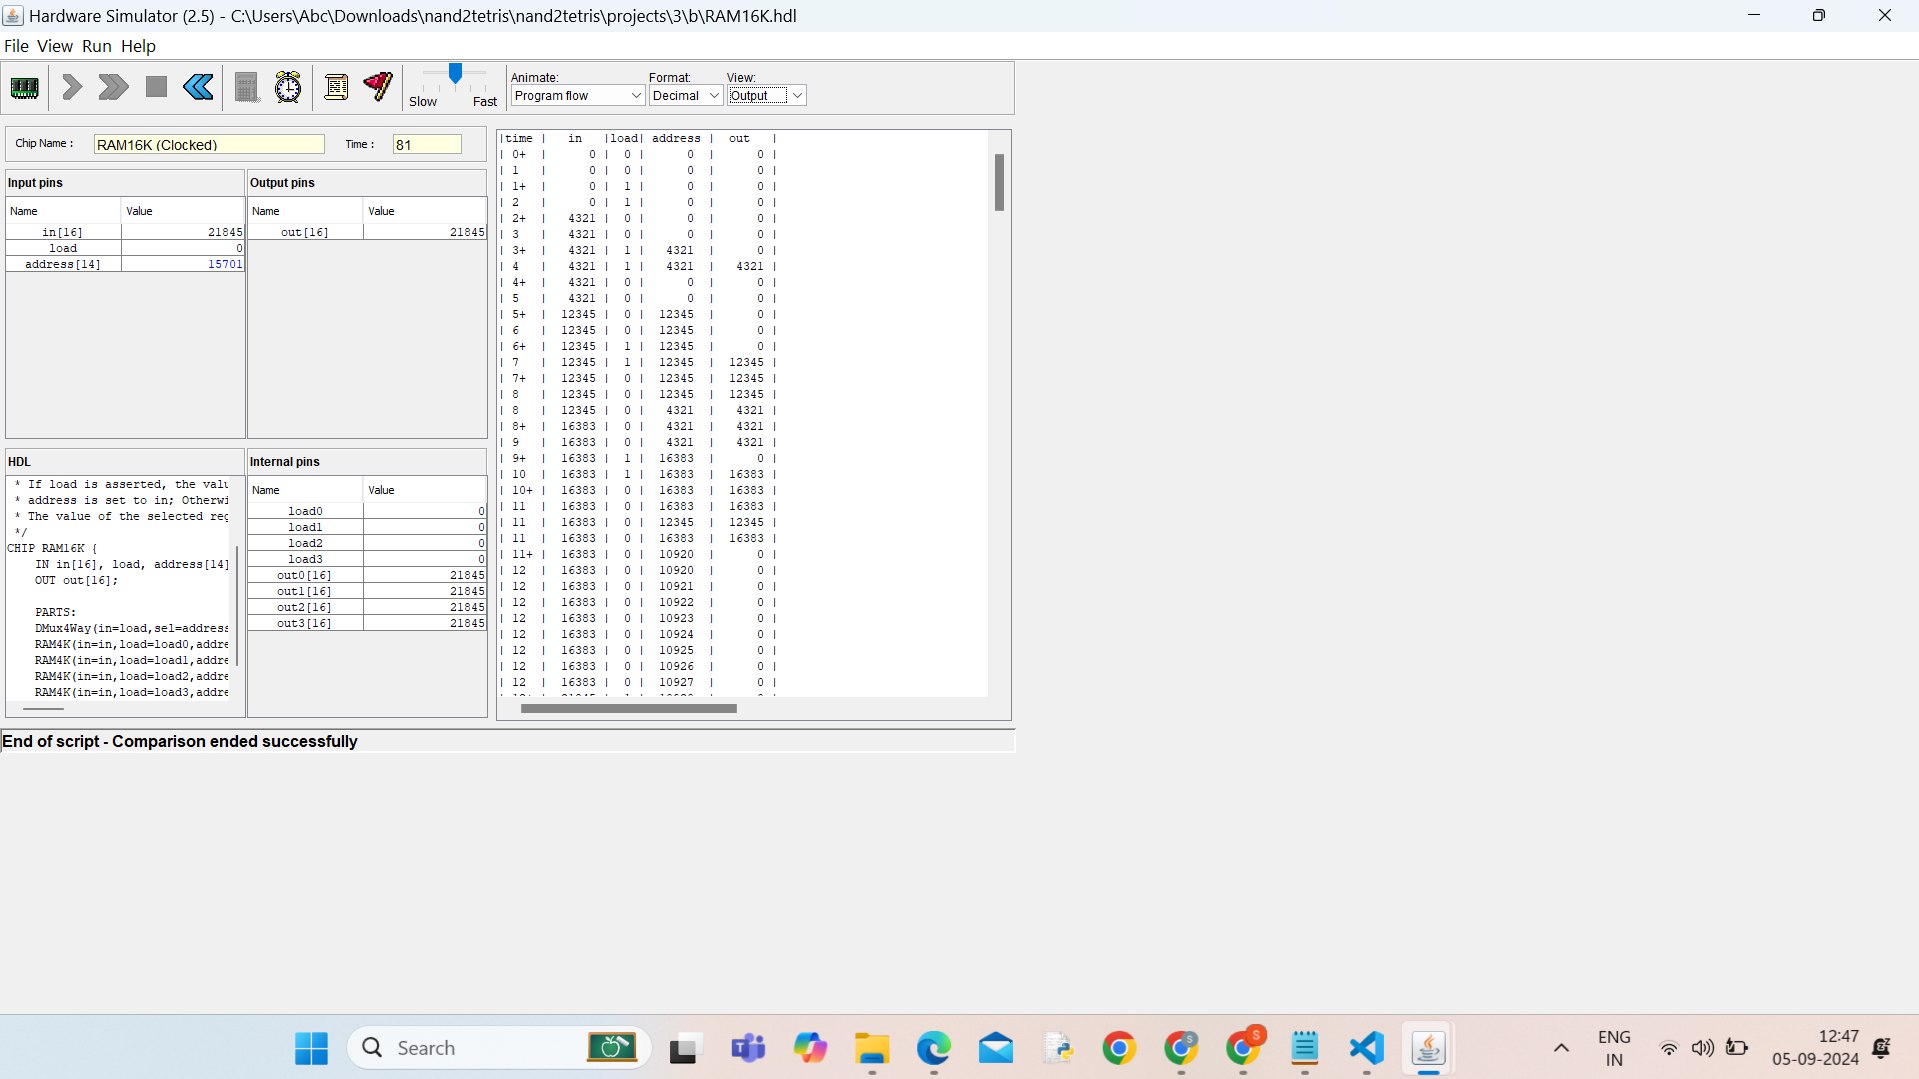 Hardware Simulator (2.5) - C:\Users\Abc\Downloads\nand2tetris\nand2tetris\projects\3\b\RAM16K.hdl
File View Run Help
Slow Fast
Animate: Format: View:
Program flow Decimal Output
Chip Name : RAM16K (Clocked) Time : 81
Input pins
Name Value
in[16] 21845
load 0
address[14] 15701
Output pins
Name Value
out[16] 21845
HDL
* If load is asserted, the valu
* address is set to in; Otherwi
* The value of the selected reg
*/
CHIP RAM16K {
IN in[16], load, address[14]
OUT out[16];
PARTS:
DMux4Way(in=load,sel=address
RAM4K(in=in,load=load0,addre
RAM4K(in=in,load=load1,addre
RAM4K(in=in,load=load2,addre
RAM4K(in=in,load=load3,addre
Internal pins
Name Value
load0 0
load1 0
load2 0
load3 0
out0[16] 21845
out1[16] 21845
out2[16] 21845
out3[16] 21845
|time | in |load| address | out |
| 0+ | 0 | 0 | 0 | 0 |
| 1 | 0 | 0 | 0 | 0 |
| 1+ | 0 | 1 | 0 | 0 |
| 2 | 0 | 1 | 0 | 0 |
| 2+ | 4321 | 0 | 0 | 0 |
| 3 | 4321 | 0 | 0 | 0 |
| 3+ | 4321 | 1 | 4321 | 0 |
| 4 | 4321 | 1 | 4321 | 4321 |
| 4+ | 4321 | 0 | 0 | 0 |
| 5 | 4321 | 0 | 0 | 0 |
| 5+ | 12345 | 0 | 12345 | 0 |
| 6 | 12345 | 0 | 12345 | 0 |
| 6+ | 12345 | 1 | 12345 | 0 |
| 7 | 12345 | 1 | 12345 | 12345 |
| 7+ | 12345 | 0 | 12345 | 12345 |
| 8 | 12345 | 0 | 12345 | 12345 |
| 8 | 12345 | 0 | 4321 | 4321 |
| 8+ | 16383 | 0 | 4321 | 4321 |
| 9 | 16383 | 0 | 4321 | 4321 |
| 9+ | 16383 | 1 | 16383 | 0 |
| 10 | 16383 | 1 | 16383 | 16383 |
| 10+ | 16383 | 0 | 16383 | 16383 |
| 11 | 16383 | 0 | 16383 | 16383 |
| 11 | 16383 | 0 | 12345 | 12345 |
| 11 | 16383 | 0 | 16383 | 16383 |
| 11+ | 16383 | 0 | 10920 | 0 |
| 12 | 16383 | 0 | 10920 | 0 |
| 12 | 16383 | 0 | 10921 | 0 |
| 12 | 16383 | 0 | 10922 | 0 |
| 12 | 16383 | 0 | 10923 | 0 |
| 12 | 16383 | 0 | 10924 | 0 |
| 12 | 16383 | 0 | 10925 | 0 |
| 12 | 16383 | 0 | 10926 | 0 |
| 12 | 16383 | 0 | 10927 | 0 |
End of script - Comparison ended successfully
Search
ENG
IN
12:47
05-09-2024